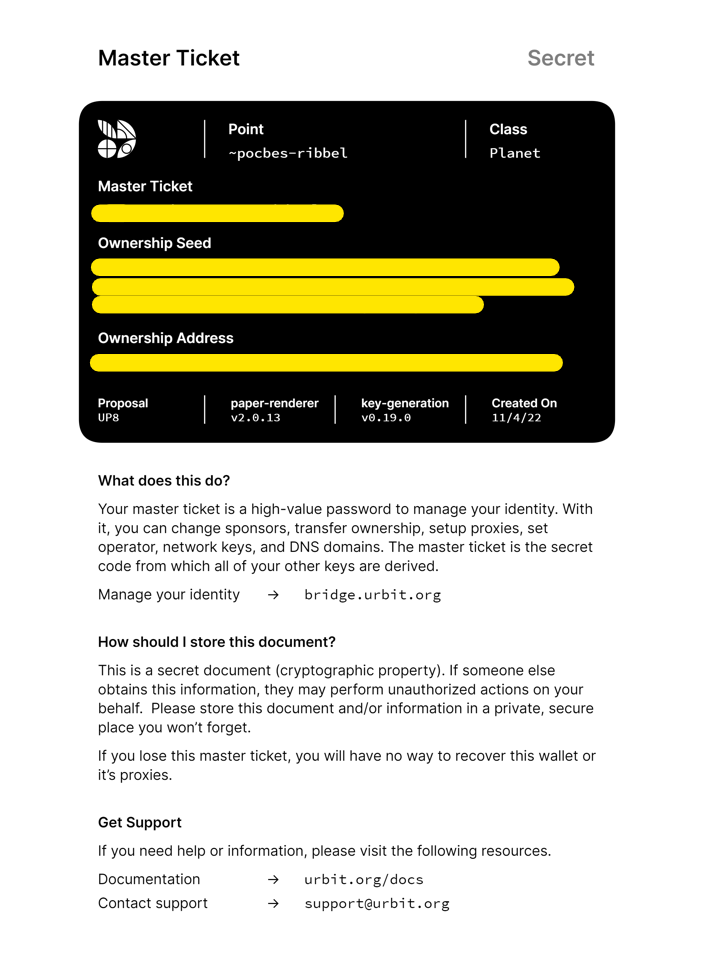 Master Ticket
Secret
Point
Class
~pocbes-ribbel
Planet
Master Ticket
Ownership Seed
Ownership Address
Proposal
paper-renderer
key-generation
Created On
UP8
v2.0.13
v0.19.0
11/4/22
What does this do?
Your master ticket is a high-value password to manage your identity. With
it, you can change sponsors, transfer ownership, setup proxies, set
operator, network keys, and DNS domains. The master ticket is the secret
code from which all of your other keys are derived.
Manage your identity → bridge.urbit.org
How should I store this document?
This is a secret document (cryptographic property). If someone else
obtains this information, they may perform unauthorized actions on your
behalf.  Please store this document and/or information in a private, secure
place you won’t forget.
If you lose this master ticket, you will have no way to recover this wallet or
it’s proxies.
Get Support
If you need help or information, please visit the following resources.
Documentation → urbit.org/docs
Contact support → support@urbit.org